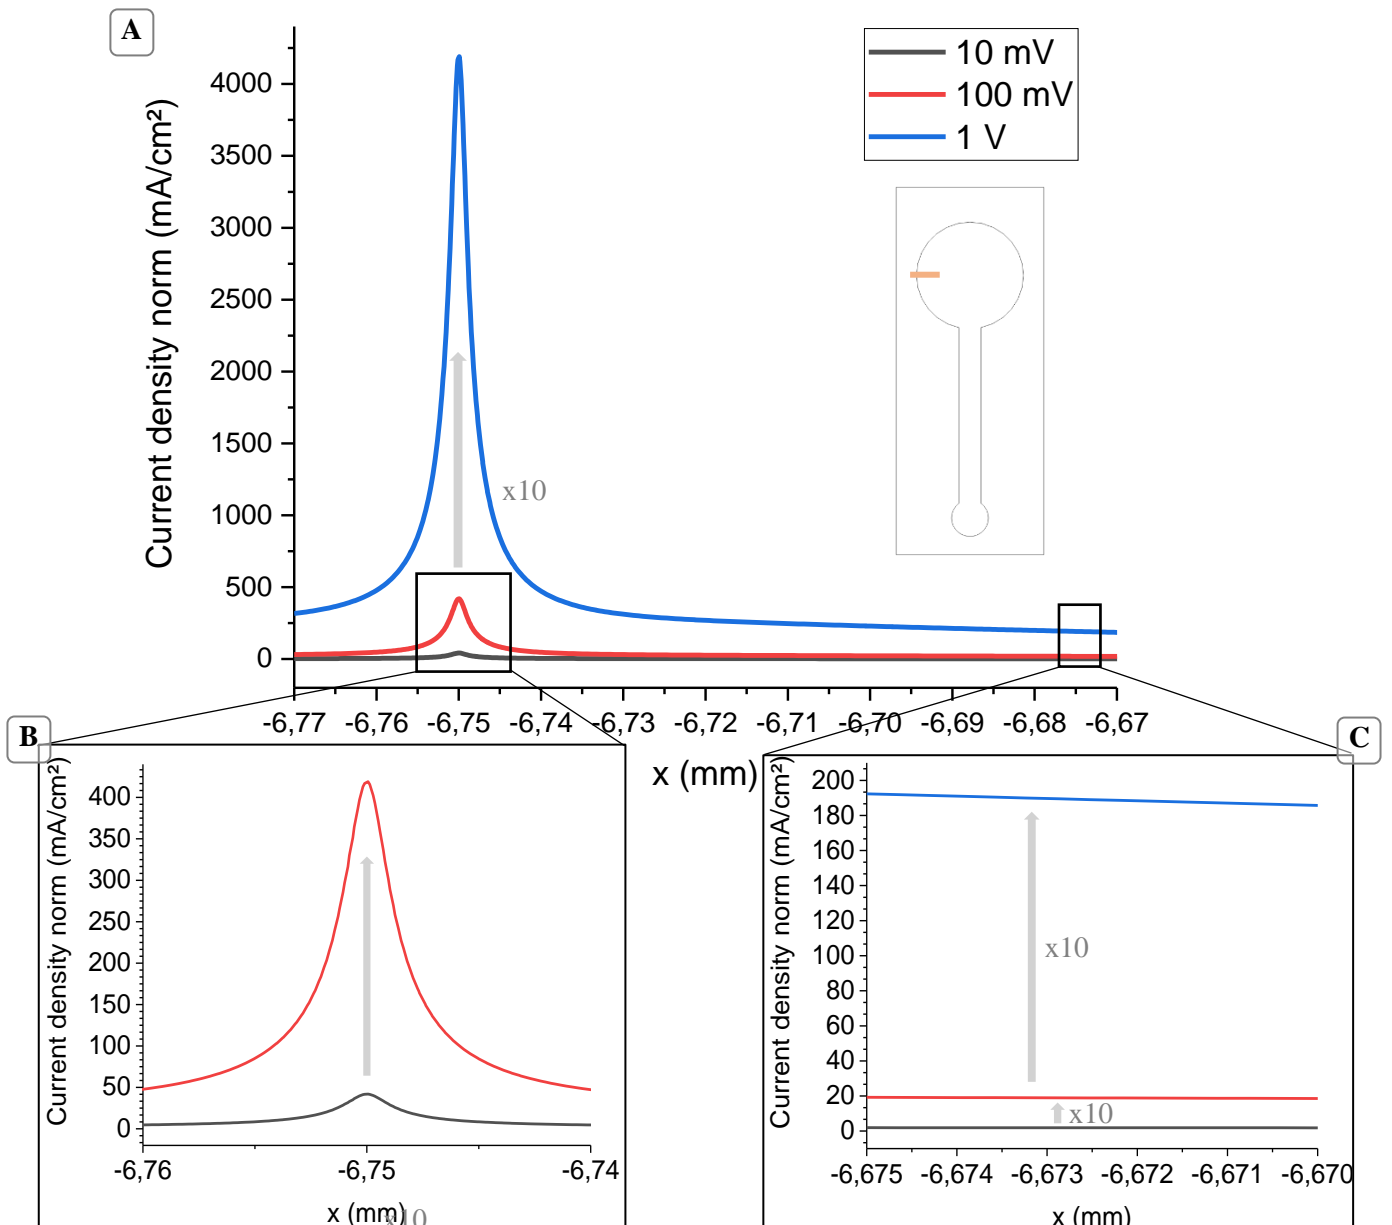 A
10 mV
100 mV
1 V
Current density norm (mA/cm²)
4000
3500
3000
2500
2000
1500
1000
500
0
x10
-6,77 -6,76 -6,75 -6,74 -6,73 -6,72 -6,71 -6,70 -6,69 -6,68 -6,67
x (mm)
B
Current density norm (mA/cm²)
400
350
300
250
200
150
100
50
0
-6,76 -6,75 -6,74
x (mm)
x10
C
Current density norm (mA/cm²)
200
180
160
140
120
100
80
60
40
20
0
x10
x10
-6,675 -6,674 -6,673 -6,672 -6,671 -6,670
x (mm)